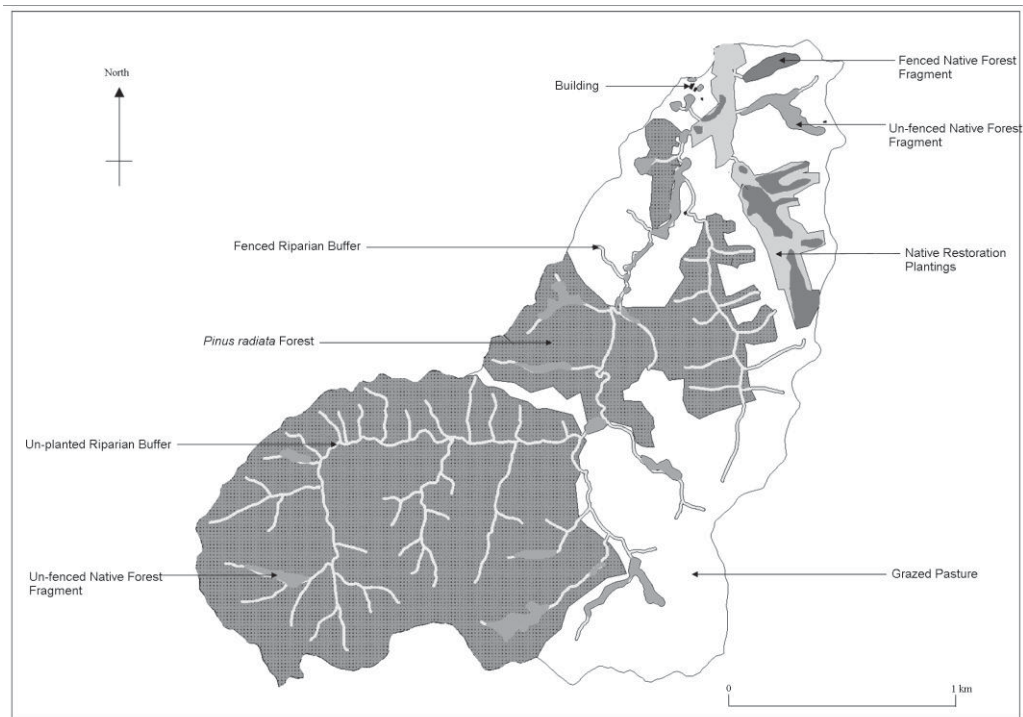 North
Building
Fenced Native Forest
Fragment
Un-fenced Native Forest
Fragment
Fenced Riparian Buffer
Native Restoration
Plantings
Pinus radiata Forest
Un-planted Riparian Buffer
Un-fenced Native Forest
Fragment
Grazed Pasture
0
1 km